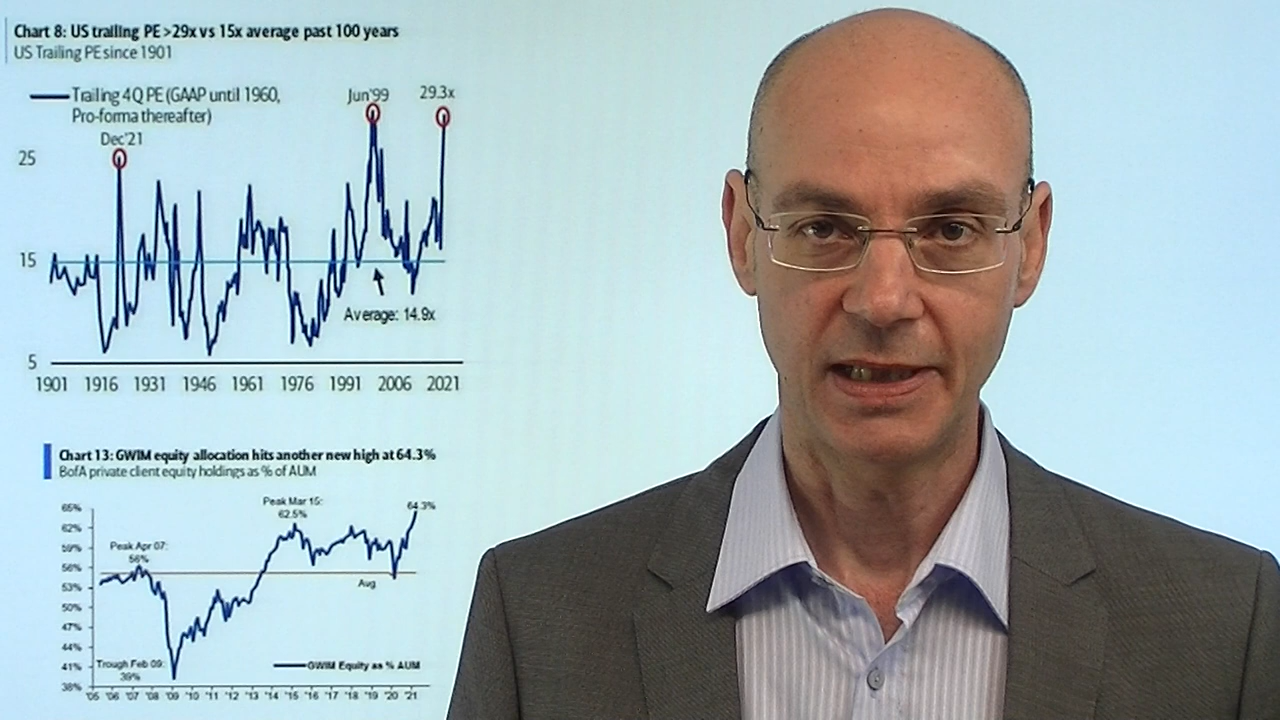 Chart 8: US trailing PE >29x vs 15x average past 100 years
US Trailing PE since 1901
Trailing 4Q PE (GAAP until 1960,
Pro-forma thereafter)
Jun'99
29.3x
Dec'21
25
15
Average: 14.9x
5
1901 1916 1931 1946 1961 1976 1991 2006 2021
Chart 13: GWIM equity allocation hits another new high at 64.3%
BofA private client equity holdings as % of AUM
65%
62%
59%
56%
53%
50%
47%
44%
41%
38%
Peak Mar 15:
62.5%
64.3%
Peak Apr 07:
56%
Aug
Trough Feb 09:
39%
GWIM Equity as % AUM
'05 '06 '07 '08 '09 '10 '11 '12 '13 '14 '15 '16 '17 '18 '19 '20 '21